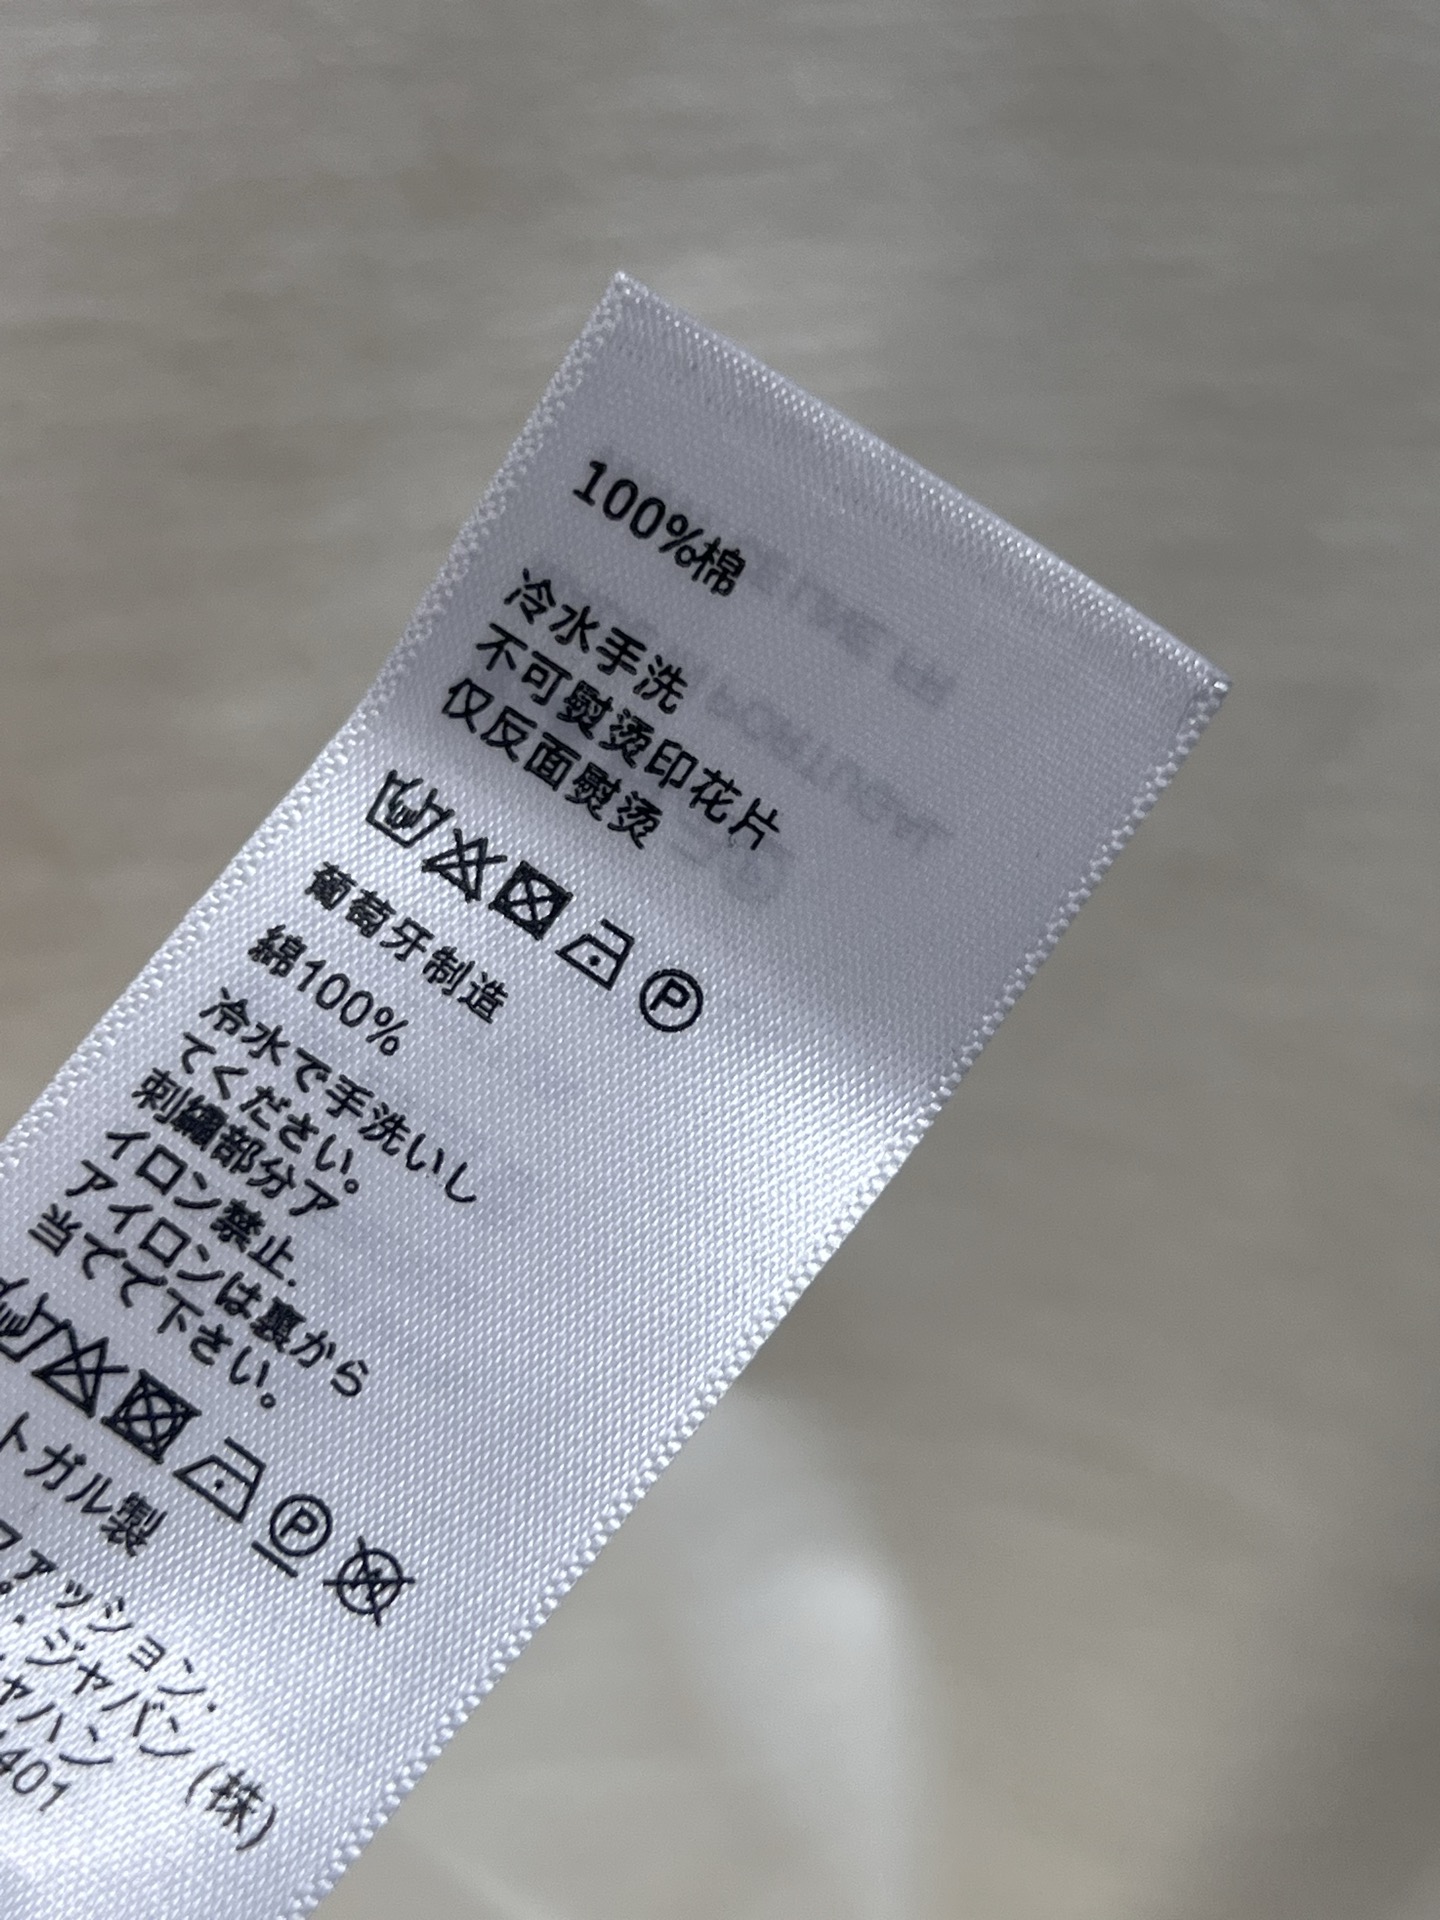 100%棉
冷水手洗
不可熨烫印花片
仅反面熨烫
P
葡萄牙制造
綿100%
冷水で手洗いし
てください。
刺繍部分ア
イロン禁止.
アイロンは裏から
当てて下さい。
P W
トガル製
ファッション.
・ジャパン (株)
ャハン
401